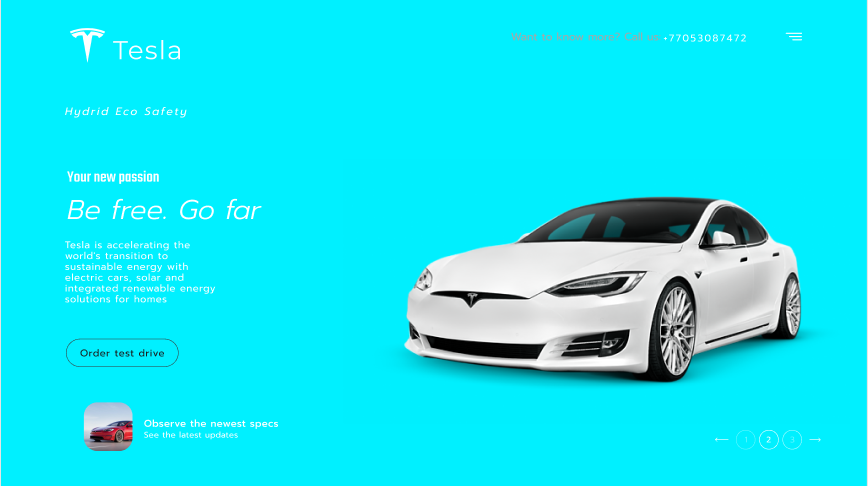 Tesla
Want to know more? Call us +77053087472
Hydrid Eco Safety
Your new passion
Be free. Go far
Tesla is accelerating the
world's transition to
sustainable energy with
electric cars, solar and
integrated renewable energy
solutions for homes
Order test drive
Observe the newest specs
See the latest updates
1 2 3